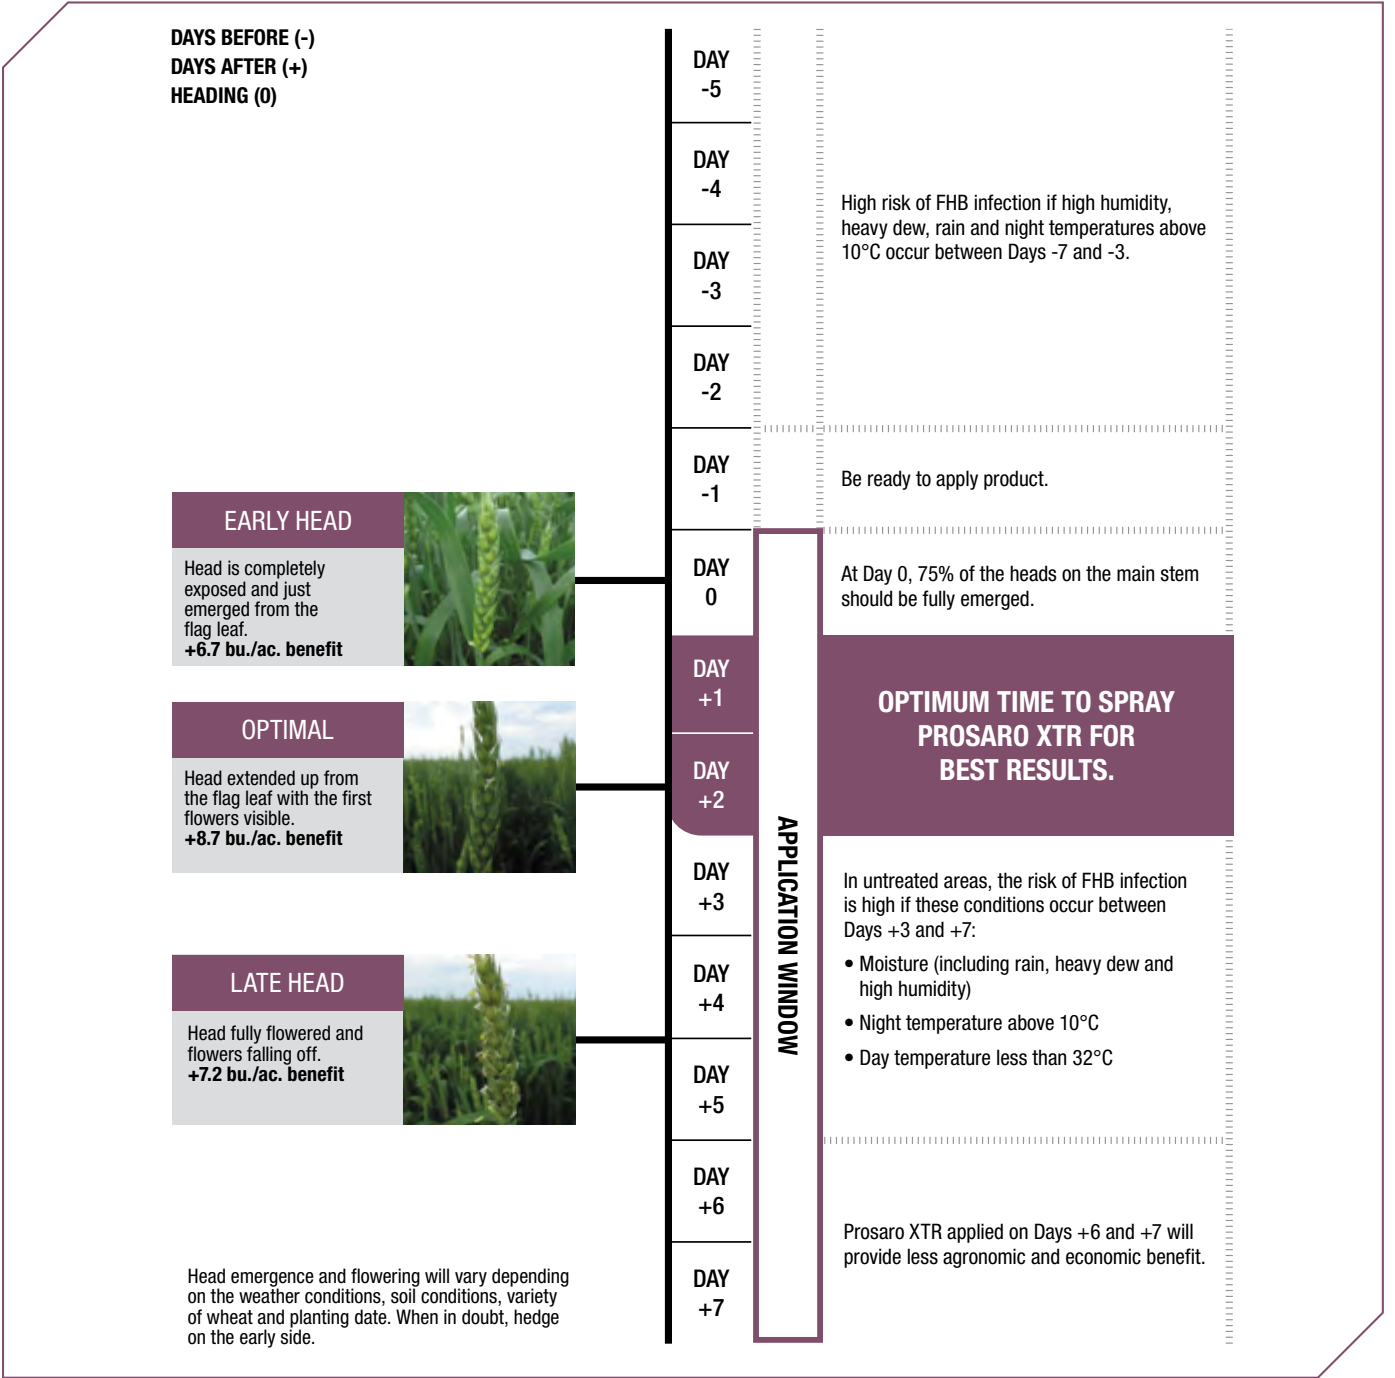 DAYS BEFORE (-)
DAYS AFTER (+)
HEADING (0)
DAY
-5
DAY
-4
DAY
-3
DAY
-2
DAY
-1
DAY
0
DAY
+1
DAY
+2
DAY
+3
DAY
+4
DAY
+5
DAY
+6
DAY
+7
APPLICATION WINDOW
EARLY HEAD
Head is completely
exposed and just
emerged from the
flag leaf.
+6.7 bu./ac. benefit
OPTIMAL
Head extended up from
the flag leaf with the first
flowers visible.
+8.7 bu./ac. benefit
LATE HEAD
Head fully flowered and
flowers falling off.
+7.2 bu./ac. benefit
Head emergence and flowering will vary depending
on the weather conditions, soil conditions, variety
of wheat and planting date. When in doubt, hedge
on the early side.
High risk of FHB infection if high humidity,
heavy dew, rain and night temperatures above
10°C occur between Days -7 and -3.
Be ready to apply product.
At Day 0, 75% of the heads on the main stem
should be fully emerged.
OPTIMUM TIME TO SPRAY
PROSARO XTR FOR
BEST RESULTS.
In untreated areas, the risk of FHB infection
is high if these conditions occur between
Days +3 and +7:
• Moisture (including rain, heavy dew and
high humidity)
• Night temperature above 10°C
• Day temperature less than 32°C
Prosaro XTR applied on Days +6 and +7 will
provide less agronomic and economic benefit.